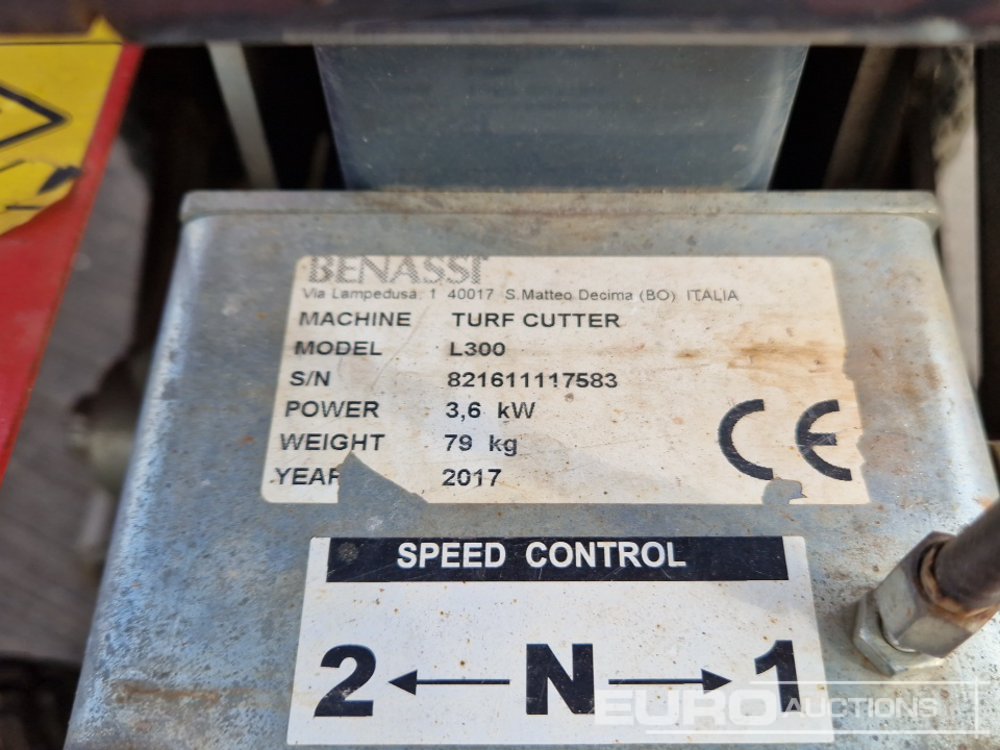 BENASSI
Via Lampedusa, 1 40017 S.Matteo Decima (BO) ITALIA
MACHINE TURF CUTTER
MODEL L300
S/N 821611117583
POWER 3,6 kW
WEIGHT 79 kg
YEAR 2017
CE
SPEED CONTROL
2 ← N → 1
EURO AUCTIONS